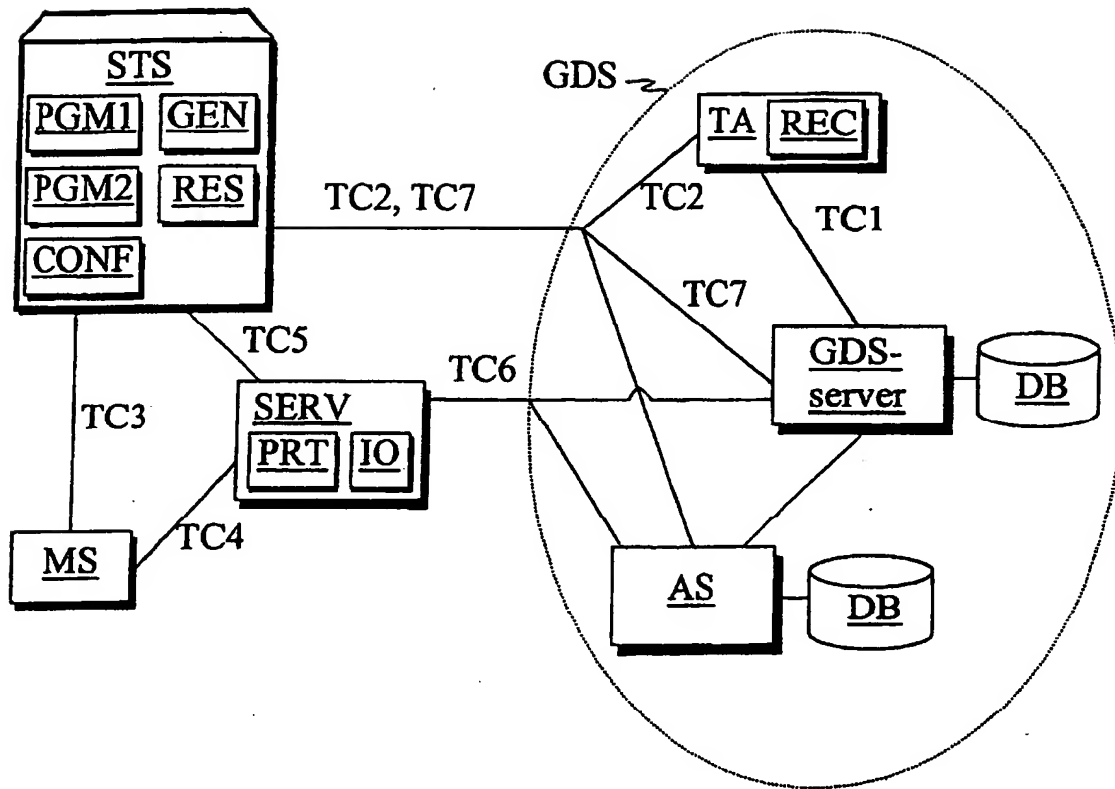 STS
PGM1 GEN
PGM2 RES
CONF
GDS
TA REC
TC2, TC7
TC2
TC1
TC7
TC5
TC6
GDS-
server
DB
SERV
PRT IO
TC3
TC4
MS
AS
DB